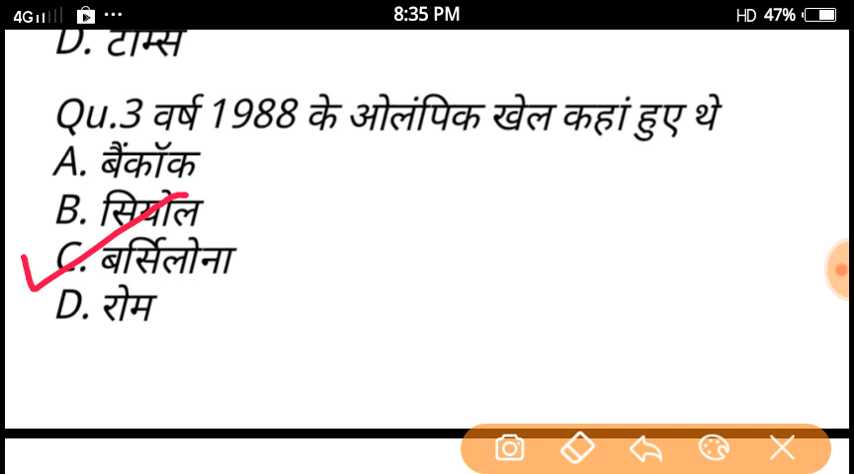 4G 8:35 PM HD 47%
D. टाम्स
Qu.3 वर्ष 1988 के ओलंपिक खेल कहां हुए थे
A. बैंकॉक
B. सियोल
C. बर्सिलोना
D. रोम